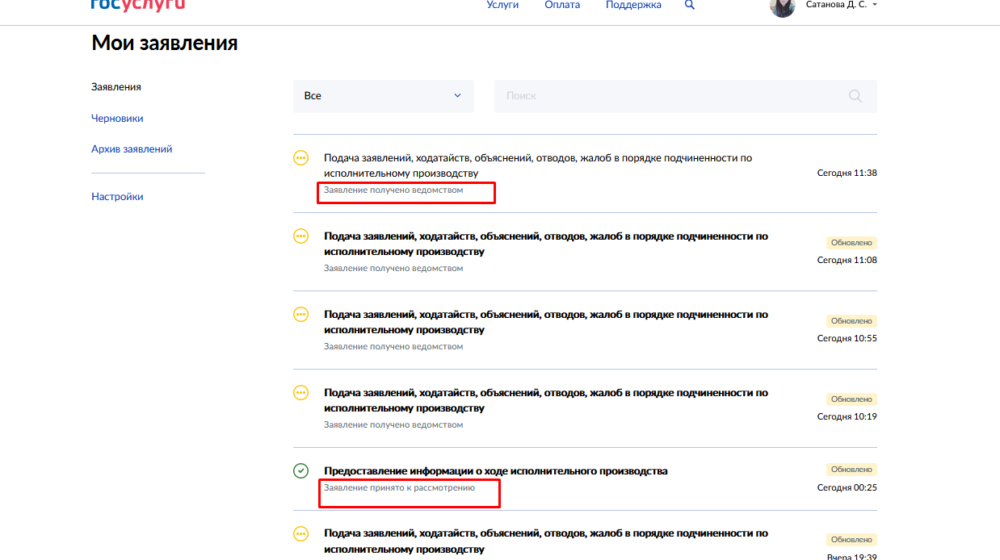 госуслуги
Услуги Оплата Поддержка
Сатанова Д. С.
Мои заявления
Заявления
Черновики
Архив заявлений
Настройки
Все
Поиск
Подача заявлений, ходатайств, объяснений, отводов, жалоб в порядке подчиненности по
исполнительному производству
Заявление получено ведомством
Сегодня 11:38
Подача заявлений, ходатайств, объяснений, отводов, жалоб в порядке подчиненности по
исполнительному производству
Заявление получено ведомством
Обновлено
Сегодня 11:08
Подача заявлений, ходатайств, объяснений, отводов, жалоб в порядке подчиненности по
исполнительному производству
Заявление получено ведомством
Обновлено
Сегодня 10:55
Подача заявлений, ходатайств, объяснений, отводов, жалоб в порядке подчиненности по
исполнительному производству
Заявление получено ведомством
Обновлено
Сегодня 10:19
Предоставление информации о ходе исполнительного производства
Заявление принято к рассмотрению
Обновлено
Сегодня 00:25
Подача заявлений, ходатайств, объяснений, отводов, жалоб в порядке подчиненности по
исполнительному производству
Обновлено
Вчера 19:39